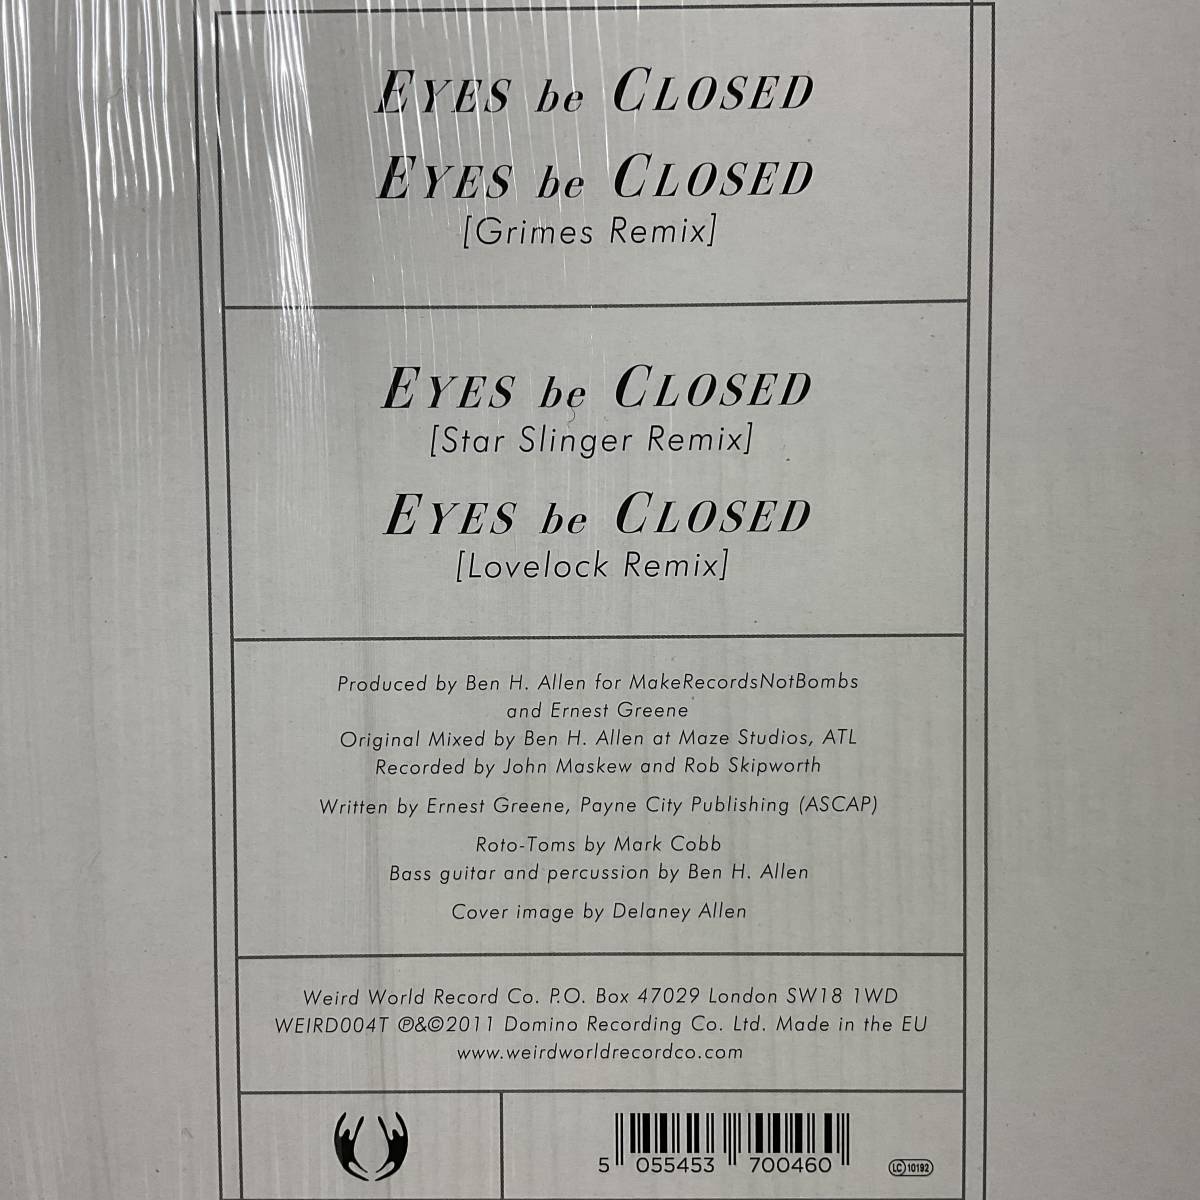 EYES be CLOSED
EYES be CLOSED
[Grimes Remix]
EYES be CLOSED
[Star Slinger Remix]
EYES be CLOSED
[Lovelock Remix]
Produced by Ben H. Allen for MakeRecordsNotBombs
and Ernest Greene
Original Mixed by Ben H. Allen at Maze Studios, ATL
Recorded by John Maskew and Rob Skipworth
Written by Ernest Greene, Payne City Publishing (ASCAP)
Roto-Toms by Mark Cobb
Bass guitar and percussion by Ben H. Allen
Cover image by Delaney Allen
Weird World Record Co. P.O. Box 47029 London SW18 1WD
WEIRD004T ℗&©2011 Domino Recording Co. Ltd. Made in the EU
www.weirdworldrecordco.com
5 055453 700460
LC 10192